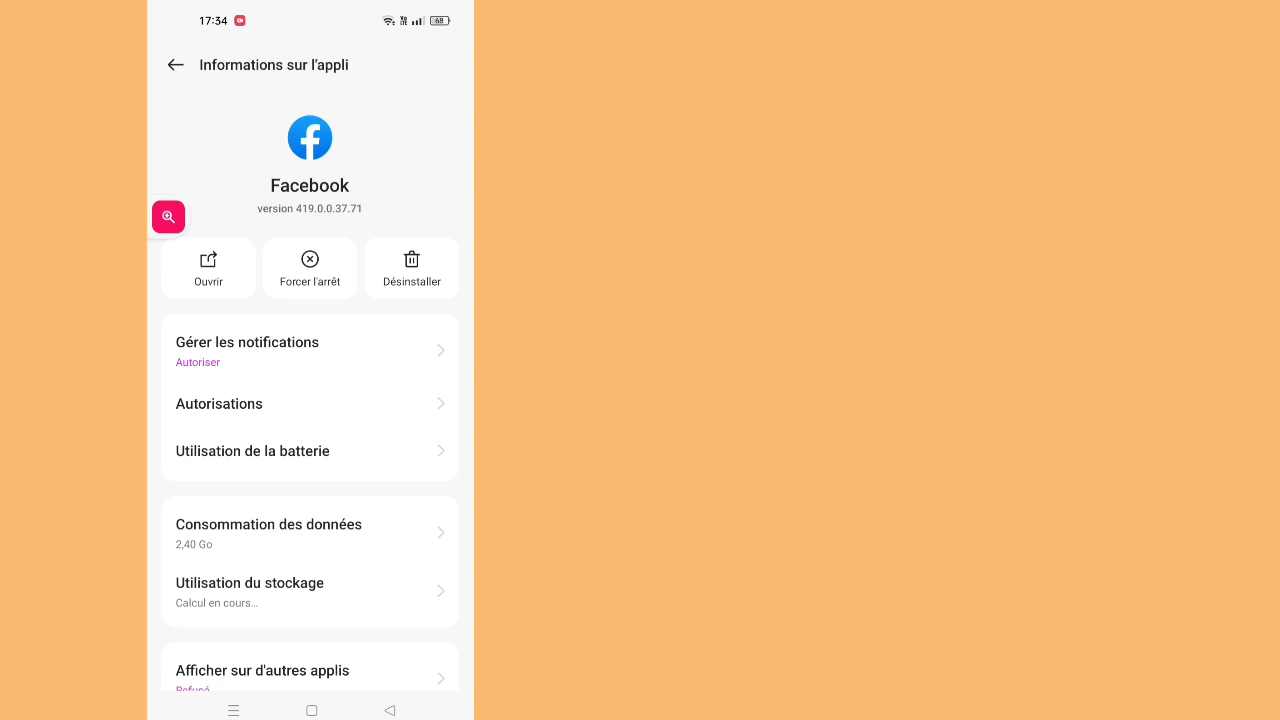 17:34
68
Informations sur l'appli
Facebook
version 419.0.0.37.71
Ouvrir
Forcer l'arrêt
Désinstaller
Gérer les notifications
Autoriser
Autorisations
Utilisation de la batterie
Consommation des données
2,40 Go
Utilisation du stockage
Calcul en cours...
Afficher sur d'autres applis
Refusé